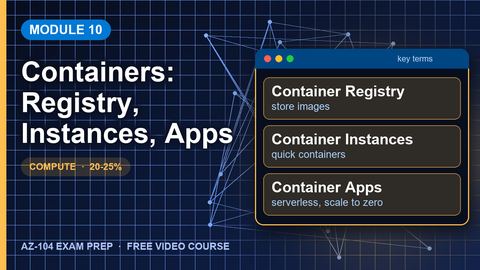 MODULE 10
Containers:
Registry,
Instances, Apps
COMPUTE · 20-25%
AZ-104 EXAM PREP · FREE VIDEO COURSE
key terms
Container Registry
store images
Container Instances
quick containers
Container Apps
serverless, scale to zero